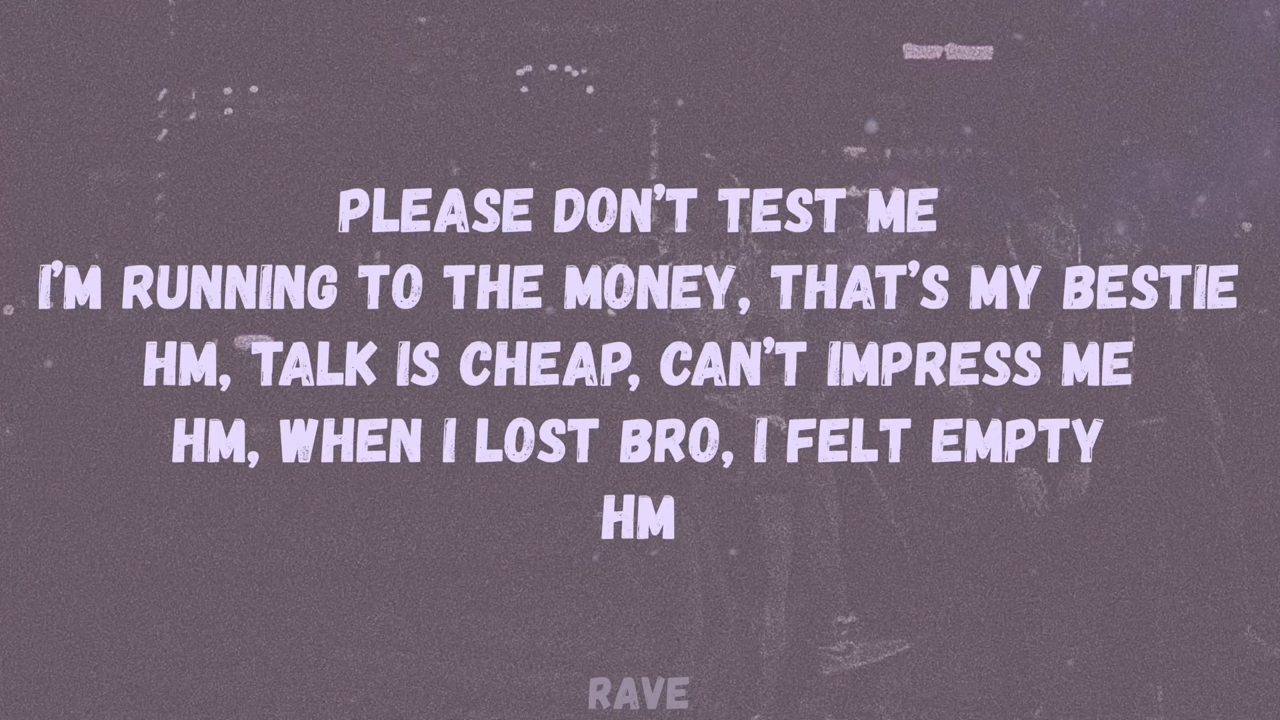 PLEASE DON'T TEST ME
I'M RUNNING TO THE MONEY, THAT'S MY BESTIE
HM, TALK IS CHEAP, CAN'T IMPRESS ME
HM, WHEN I LOST BRO, I FELT EMPTY
HM
RAVE